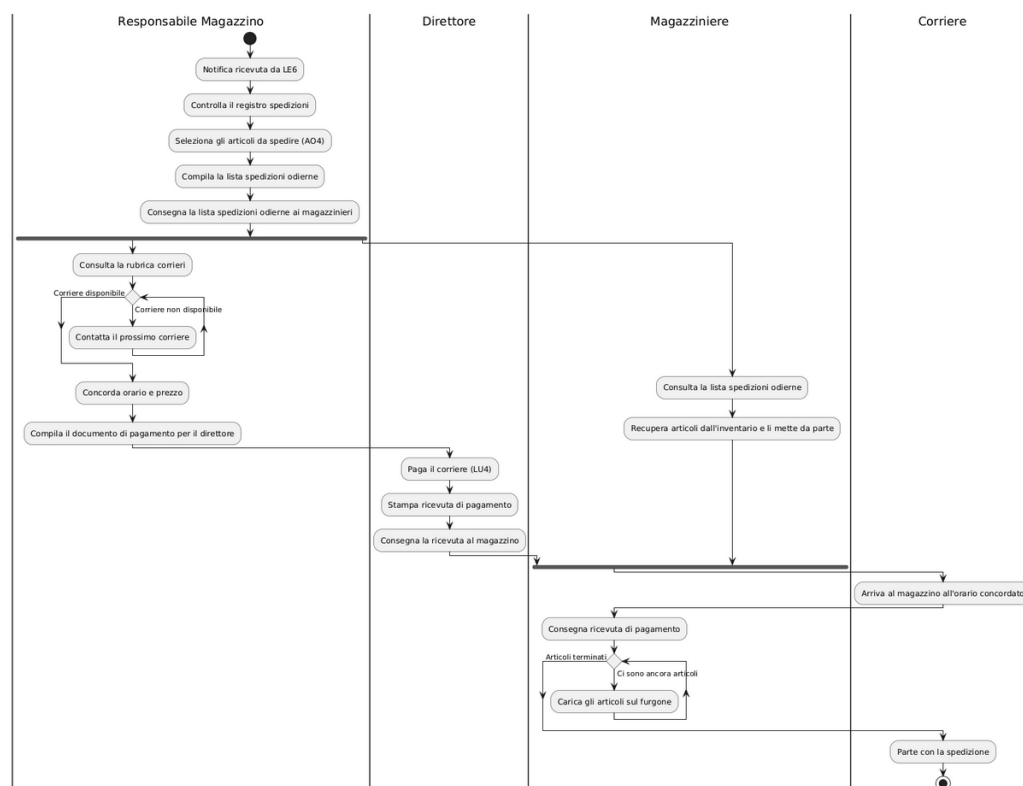 Responsabile Magazzino
Direttore
Magazziniere
Corriere
Notifica ricevuta da LE6
Controlla il registro spedizioni
Seleziona gli articoli da spedire (AO4)
Compila la lista spedizioni odierne
Consegna la lista spedizioni odierne ai magazzinieri
Consulta la rubrica corrieri
Corriere disponibile
Corriere non disponibile
Contatta il prossimo corriere
Concorda orario e prezzo
Compila il documento di pagamento per il direttore
Consulta la lista spedizioni odierne
Recupera articoli dall'inventario e li mette da parte
Paga il corriere (LU4)
Stampa ricevuta di pagamento
Consegna la ricevuta al magazzino
Arriva al magazzino all'orario concordato
Consegna ricevuta di pagamento
Articoli terminati
Ci sono ancora articoli
Carica gli articoli sul furgone
Parte con la spedizione